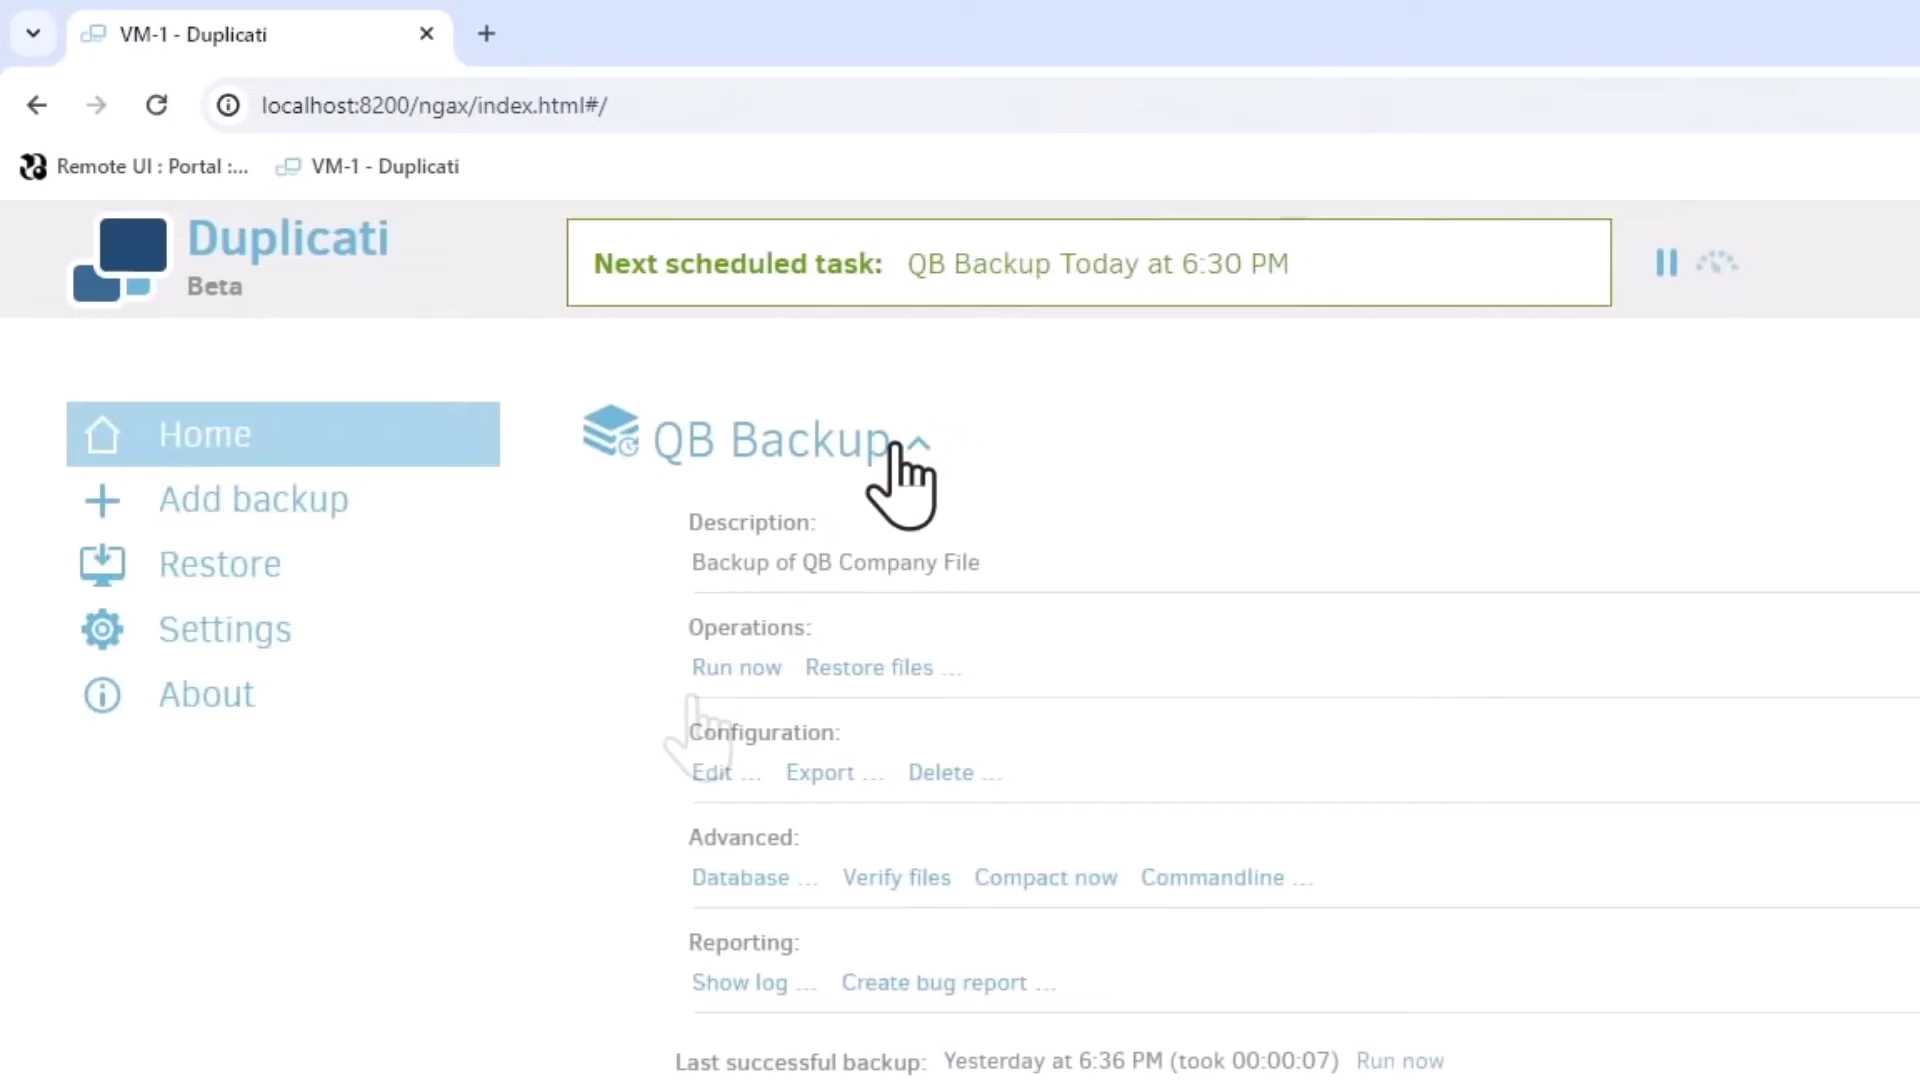 VM-1 - Duplicati
localhost:8200/ngax/index.html#/
Remote UI : Portal :... VM-1 - Duplicati
Duplicati
Beta
Next scheduled task: QB Backup Today at 6:30 PM
Home
Add backup
Restore
Settings
About
QB Backup
Description:
Backup of QB Company File
Operations:
Run now Restore files ...
Configuration:
Edit ... Export ... Delete ...
Advanced:
Database ... Verify files Compact now Commandline ...
Reporting:
Show log ... Create bug report ...
Last successful backup: Yesterday at 6:36 PM (took 00:00:07) Run now